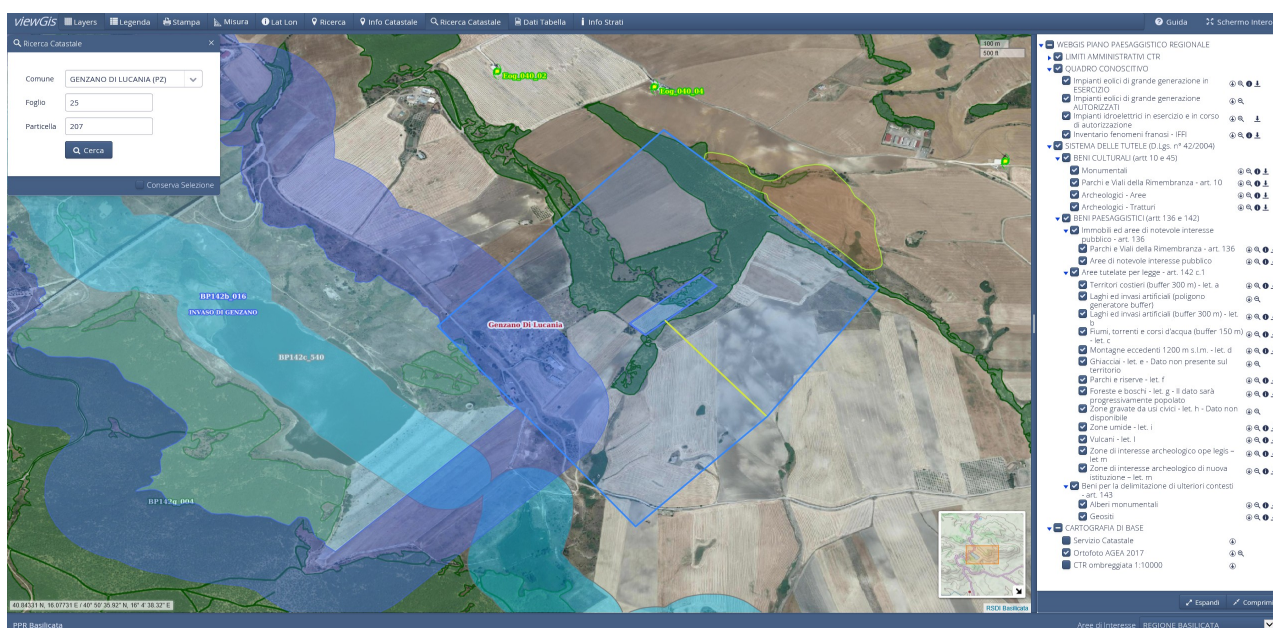 viewGis Layers Legenda Stampa Misura Lat Lon Ricerca Info Catastale Ricerca Catastale Dati Tabella Info Strati Guida Schermo Intero
Ricerca Catastale ×
Comune GENZANO DI LUCANIA (PZ)
Foglio 25
Particella 207
Cerca
Conserva Selezione
100 m
500 ft
Eog_040_02
Eog_040_04
BP142b_016
INVASO DI GENZANO
Genzano Di Lucania
BP142c_540
BP142g_004
40.84331 N, 16.07731 E / 40° 50' 35.92" N, 16° 4' 38.32" E
RSDI Basilicata
WEBGIS PIANO PAESAGGISTICO REGIONALE
LIMITI AMMINISTRATIVI CTR
QUADRO CONOSCITIVO
Impianti eolici di grande generazione in
ESERCIZIO
Impianti eolici di grande generazione
AUTORIZZATI
Impianti idroelettrici in esercizio e in corso
di autorizzazione
Inventario fenomeni franosi - IFFI
SISTEMA DELLE TUTELE (D.Lgs. n° 42/2004)
BENI CULTURALI (artt 10 e 45)
Monumentali
Parchi e Viali della Rimembranza - art. 10
Archeologici - Aree
Archeologici - Tratturi
BENI PAESAGGISTICI (artt 136 e 142)
Immobili ed aree di notevole interesse
pubblico - art. 136
Parchi e Viali della Rimembranza - art. 136
Aree di notevole interesse pubblico
Aree tutelate per legge - art. 142 c.1
Territori costieri (buffer 300 m) - let. a
Laghi ed invasi artificiali (poligono
generatore buffer)
Laghi ed invasi artificiali (buffer 300 m) - let.
b
Fiumi, torrenti e corsi d'acqua (buffer 150 m)
- let. c
Montagne eccedenti 1200 m s.l.m. - let. d
Ghiacciai - let. e - Dato non presente sul
territorio
Parchi e riserve - let. f
Foreste e boschi - let. g - Il dato sarà
progressivamente popolato
Zone gravate da usi civici - let. h - Dato non
disponibile
Zone umide - let. i
Vulcani - let. l
Zone di interesse archeologico ope legis –
let m
Zone di interesse archeologico di nuova
istituzione – let. m
Beni per la delimitazione di ulteriori contesti
- art. 143
Alberi monumentali
Geositi
CARTOGRAFIA DI BASE
Servizio Catastale
Ortofoto AGEA 2017
CTR ombreggiata 1:10000
Espandi Comprimi
PPR Basilicata Aree di Interesse REGIONE BASILICATA